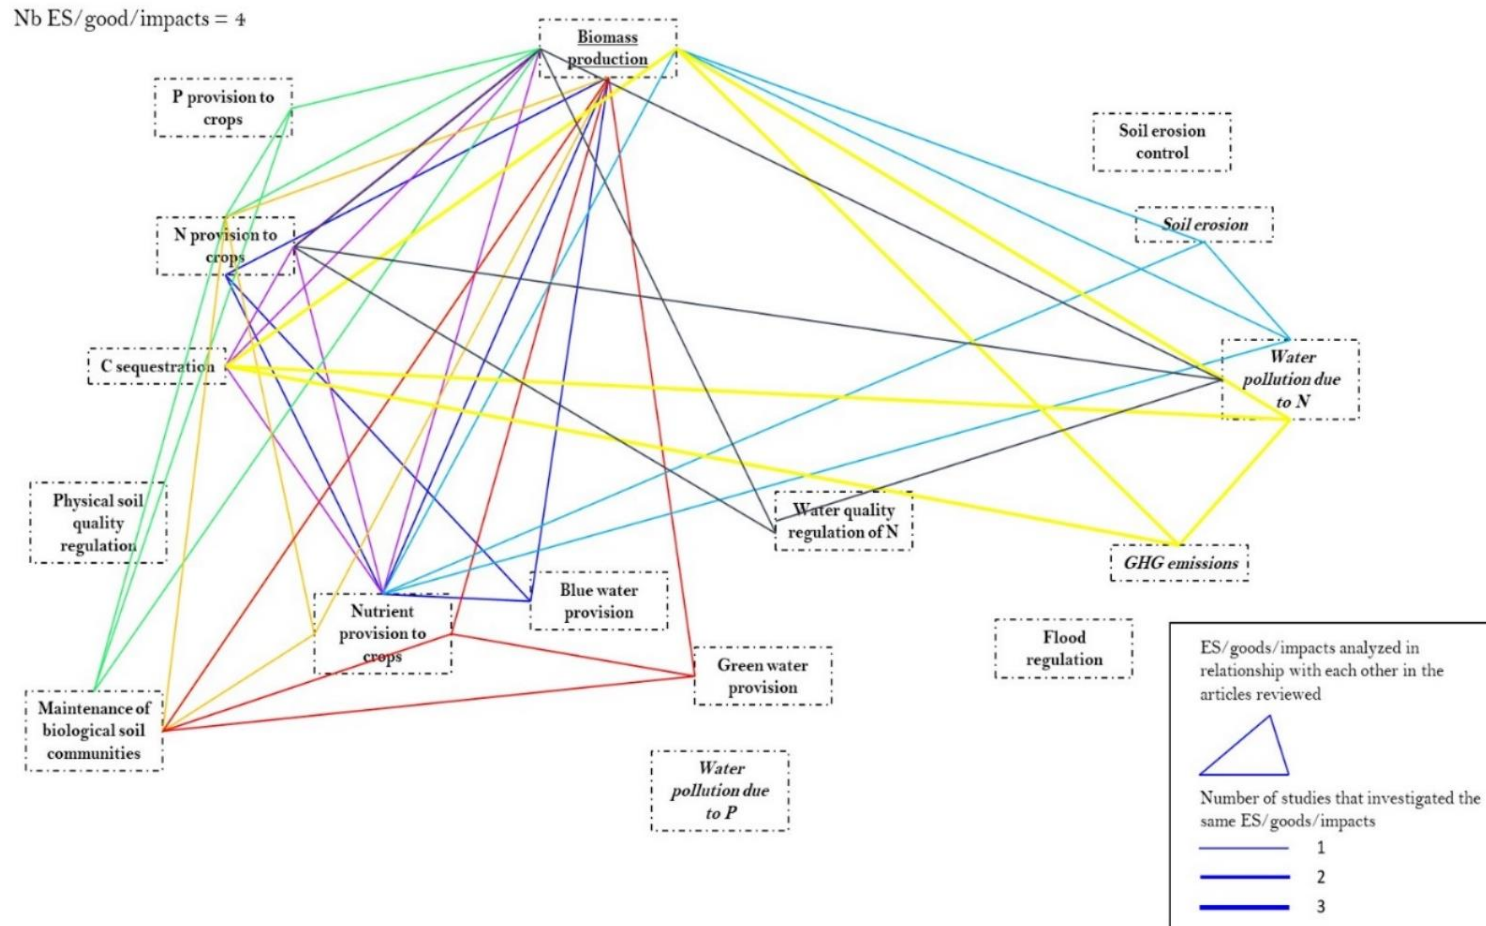 Nb ES/good/impacts = 4
Biomass
production
P provision to
crops
Soil erosion
control
Soil erosion
N provision to
crops
C sequestration
Water
pollution due
to N
Physical soil
quality
regulation
Water quality
regulation of N
GHG emissions
Nutrient
provision to
crops
Blue water
provision
Flood
regulation
Green water
provision
Maintenance of
biological soil
communities
Water
pollution due
to P
ES/goods/impacts analyzed in
relationship with each other in the
articles reviewed
Number of studies that investigated the
same ES/goods/impacts
1
2
3